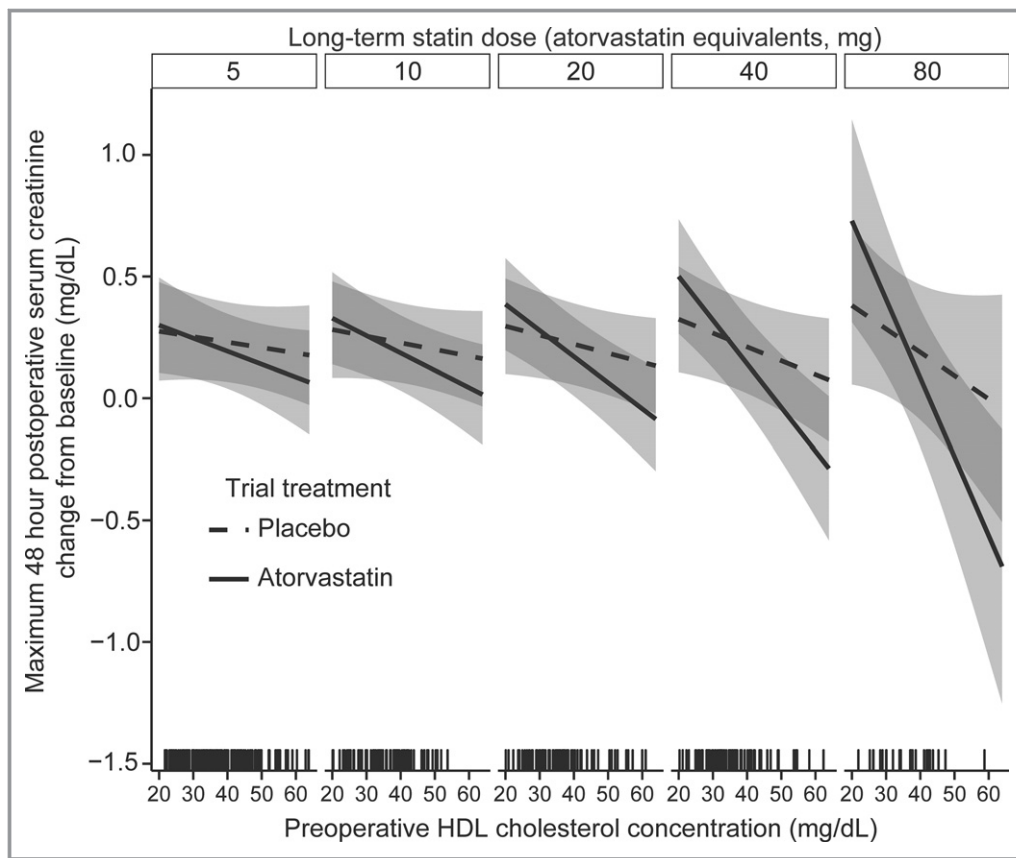 Long-term statin dose (atorvastatin equivalents, mg)
5 10 20 40 80
Maximum 48 hour postoperative serum creatinine
change from baseline (mg/dL)
1.0
0.5
0.0
−0.5
−1.0
−1.5
Trial treatment
Placebo
Atorvastatin
20 30 40 50 60 20 30 40 50 60 20 30 40 50 60 20 30 40 50 60 20 30 40 50 60
Preoperative HDL cholesterol concentration (mg/dL)